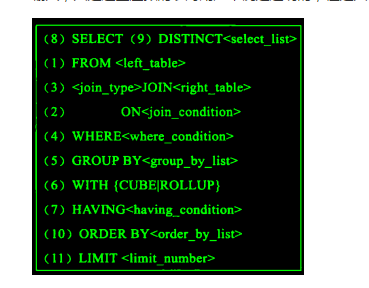 (8) SELECT (9) DISTINCT<select_list>
(1) FROM <left_table>
(3) <join_type>JOIN<right_table>
(2) ON<join_condition>
(4) WHERE<where_condition>
(5) GROUP BY<group_by_list>
(6) WITH {CUBE|ROLLUP}
(7) HAVING<having_condition>
(10) ORDER BY<order_by_list>
(11) LIMIT <limit_number>